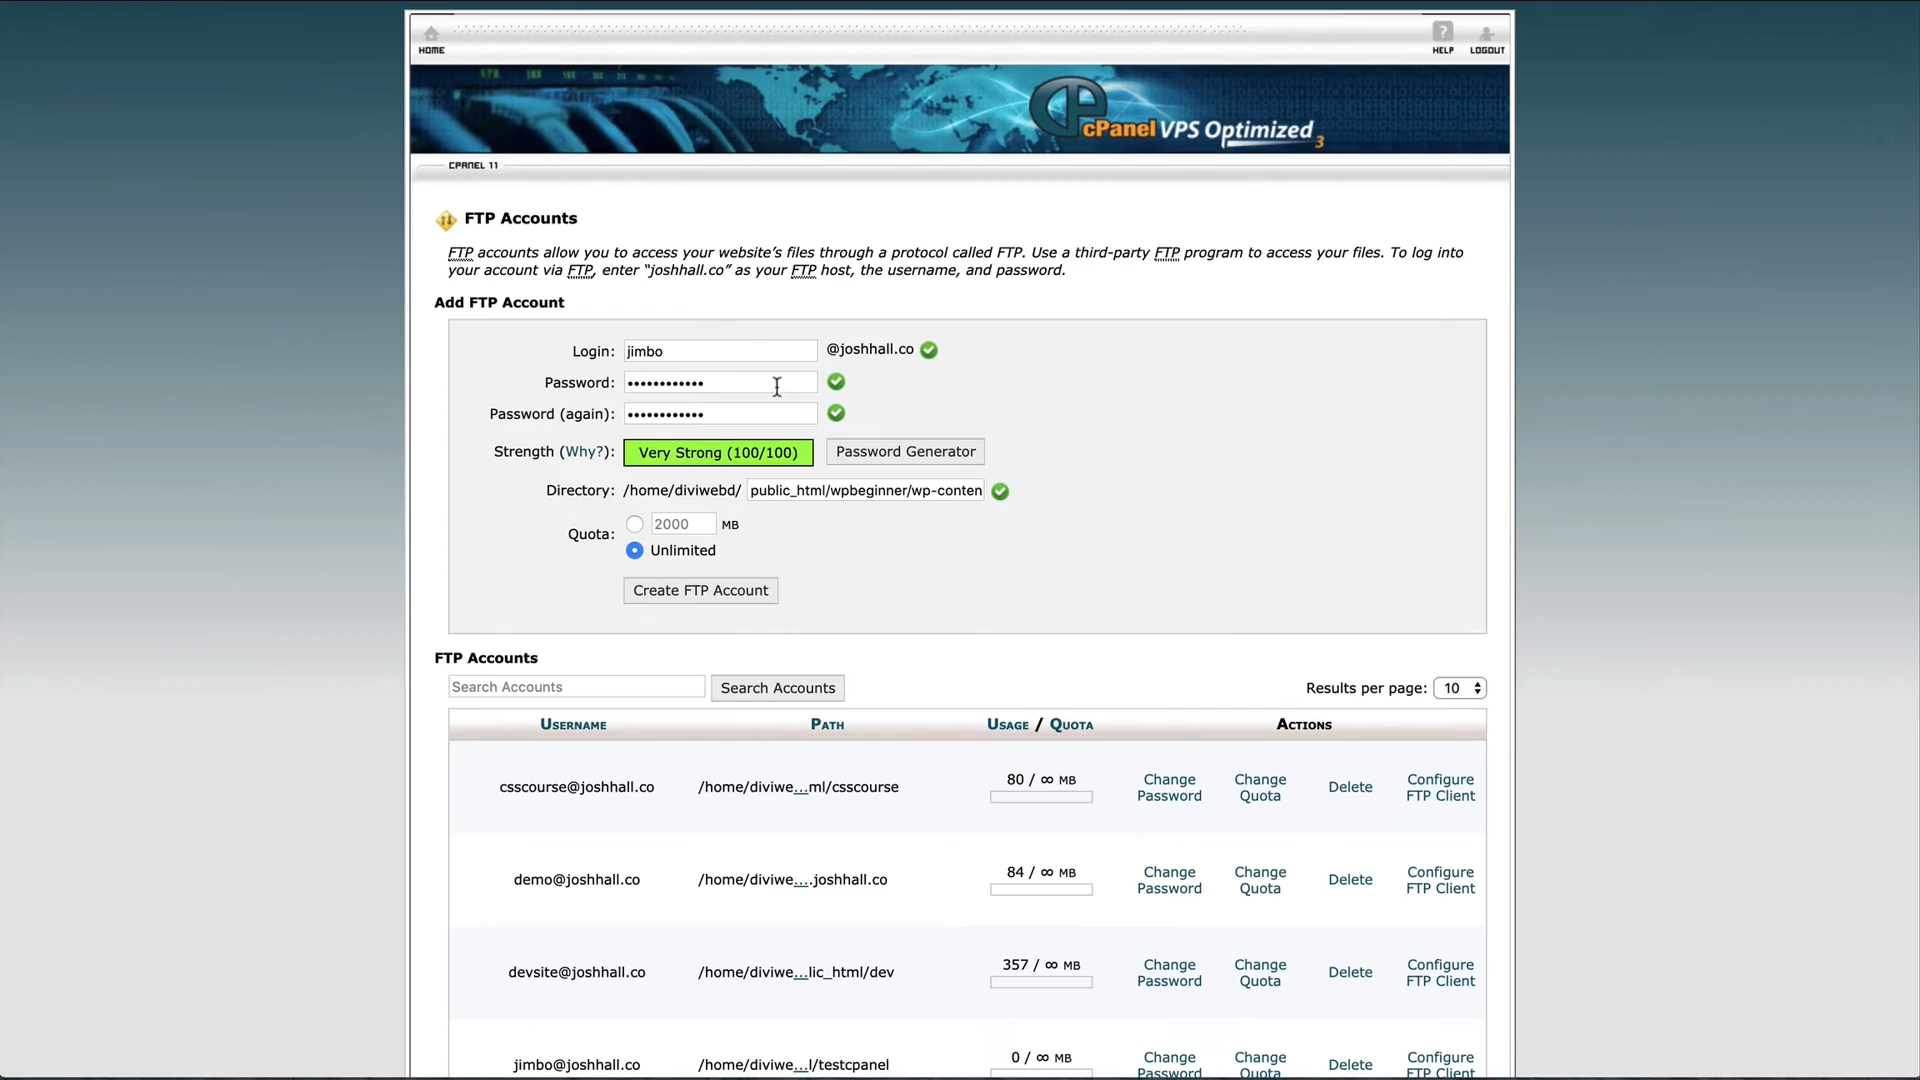 HOME
HELP
LOGOUT
cPanel VPS Optimized 3
CPANEL 11
FTP Accounts
FTP accounts allow you to access your website's files through a protocol called FTP. Use a third-party FTP program to access your files. To log into
your account via FTP, enter “joshhall.co” as your FTP host, the username, and password.
Add FTP Account
Login: jimbo @joshhall.co
Password: ••••••••••••
Password (again): ••••••••••••
Strength (Why?): Very Strong (100/100) Password Generator
Directory: /home/diviwebd/ public_html/wpbeginner/wp-conten
Quota: 2000 MB
Unlimited
Create FTP Account
FTP Accounts
Search Accounts Search Accounts Results per page: 10
USERNAME PATH USAGE / QUOTA ACTIONS
csscourse@joshhall.co /home/diviwe...ml/csscourse 80 / ∞ MB Change Password Change Quota Delete Configure FTP Client
demo@joshhall.co /home/diviwe....joshhall.co 84 / ∞ MB Change Password Change Quota Delete Configure FTP Client
devsite@joshhall.co /home/diviwe...lic_html/dev 357 / ∞ MB Change Password Change Quota Delete Configure FTP Client
jimbo@joshhall.co /home/diviwe...l/testcpanel 0 / ∞ MB Change Password Change Quota Delete Configure FTP Client